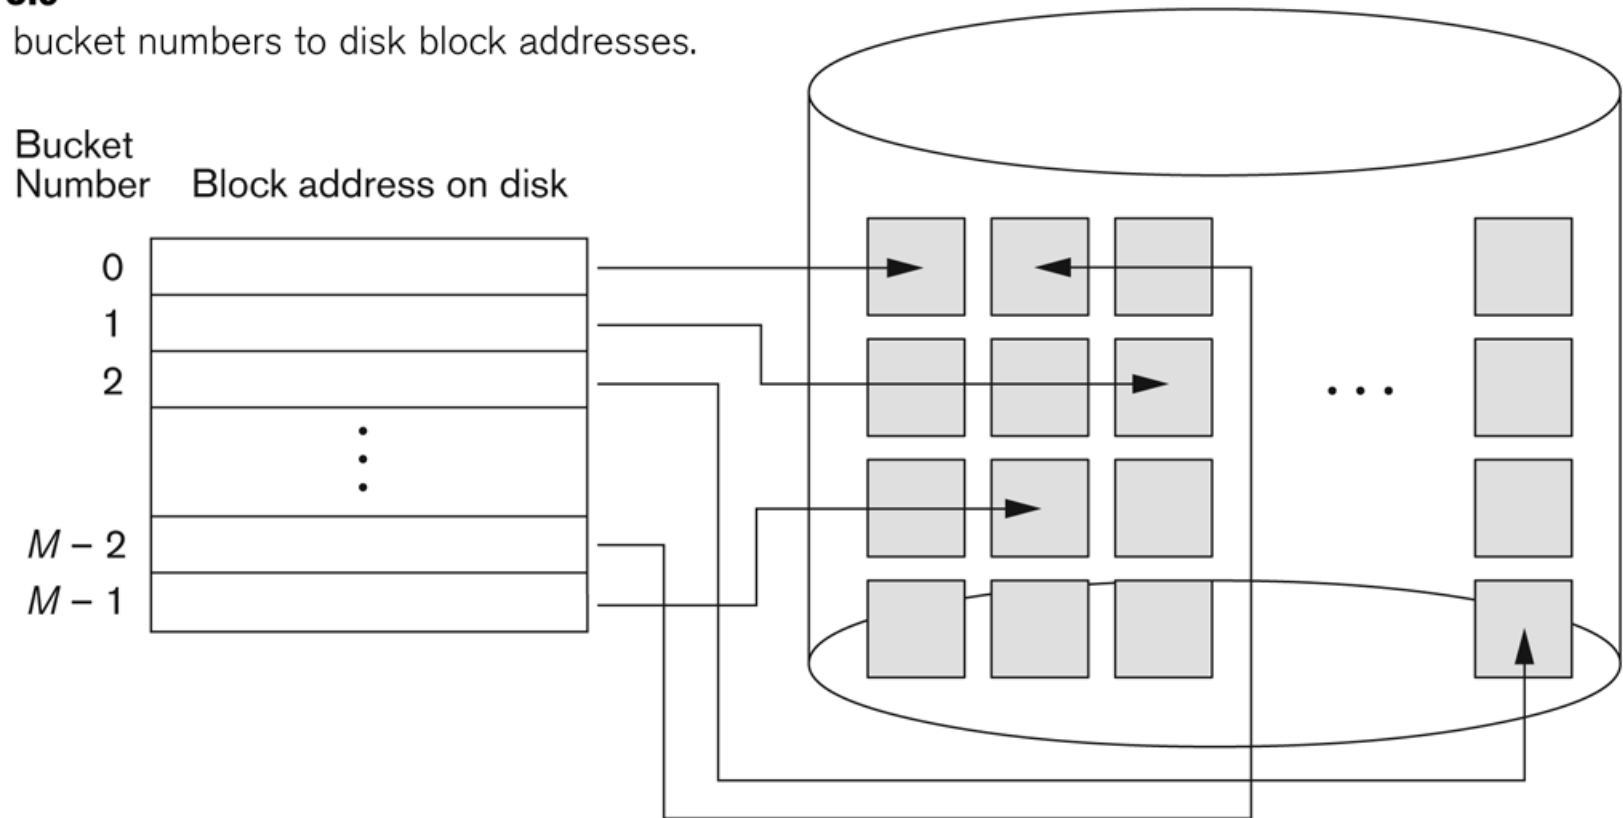 bucket numbers to disk block addresses.
Bucket
Number Block address on disk
0
1
2
M – 2
M – 1